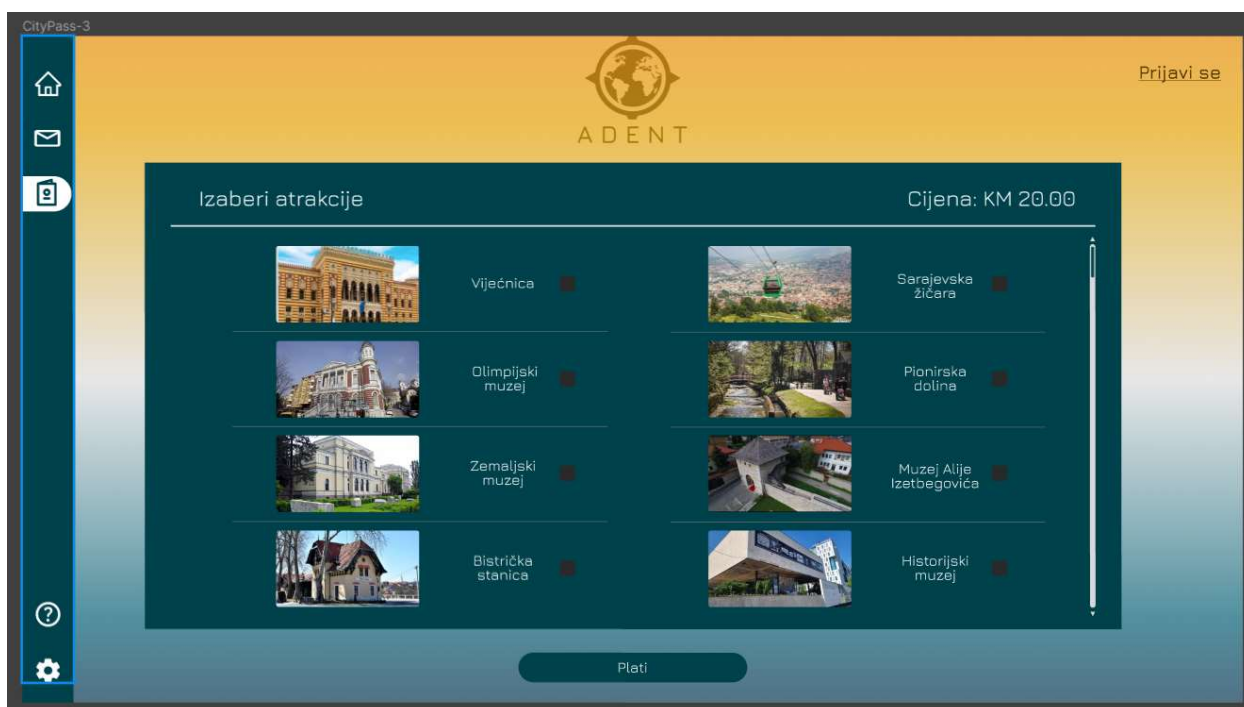 CityPass-3
Prijavi se
ADENT
Izaberi atrakcije
Cijena: KM 20.00
Vijećnica
Sarajevska
žičara
Olimpijski
muzej
Pionirska
dolina
Zemaljski
muzej
Muzej Alije
Izetbegovića
Bistrička
stanica
Historijski
muzej
Plati